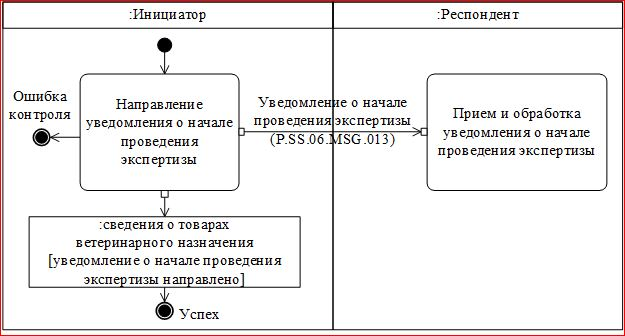 :Инициатор
:Респондент
Ошибка
контроля
Направление
уведомления о начале
проведения
экспертизы
Уведомление о начале
проведения экспертизы
(P.SS.06.MSG.013)
Прием и обработка
уведомления о начале
проведения экспертизы
:сведения о товарах
ветеринарного назначения
[уведомление о начале проведения
экспертизы направлено]
Успех